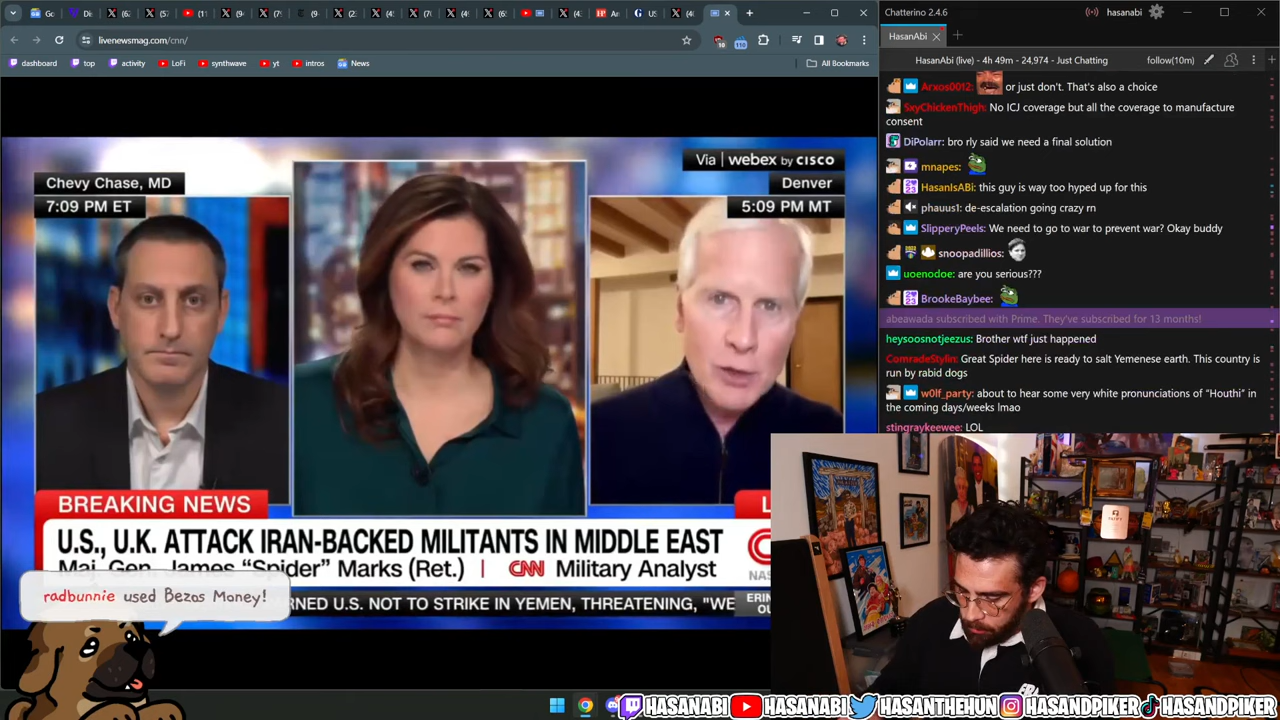 livenewsmag.com/cnn/
10
110
dashboard
top
activity
LoFi
synthwave
yt
intros
News
All Bookmarks
Via | webex by CISCO
Chevy Chase, MD
Denver
7:09 PM ET
5:09 PM MT
BREAKING NEWS
U.S., U.K. ATTACK IRAN-BACKED MILITANTS IN MIDDLE EAST
Maj. Gen. James “Spider” Marks (Ret.) | CNN Military Analyst
RNED U.S. NOT TO STRIKE IN YEMEN, THREATENING, "WE
radbunnie used Bezos Money!
Chatterino 2.4.6
hasanabi
HasanAbi
HasanAbi (live) - 4h 49m - 24,974 - Just Chatting
follow(10m)
Arxos0012: or just don't. That's also a choice
SxyChickenThigh: No ICJ coverage but all the coverage to manufacture
consent
DiPolarr: bro rly said we need a final solution
mnapes:
HasanIsABi: this guy is way too hyped up for this
phauus1: de-escalation going crazy rn
SlipperyPeels: We need to go to war to prevent war? Okay buddy
snoopadillios:
uoenodoe: are you serious???
BrookeBaybee:
abeawada subscribed with Prime. They've subscribed for 13 months!
heysoosnotjeezus: Brother wtf just happened
ComradeStylin: Great Spider here is ready to salt Yemenese earth. This country is
run by rabid dogs
w0lf_party: about to hear some very white pronunciations of “Houthi” in
the coming days/weeks lmao
stingraykeewee: LOL
HASANABI
HASANABI
HASANTHEHUN
HASANDPIKER
HASANDPIKER